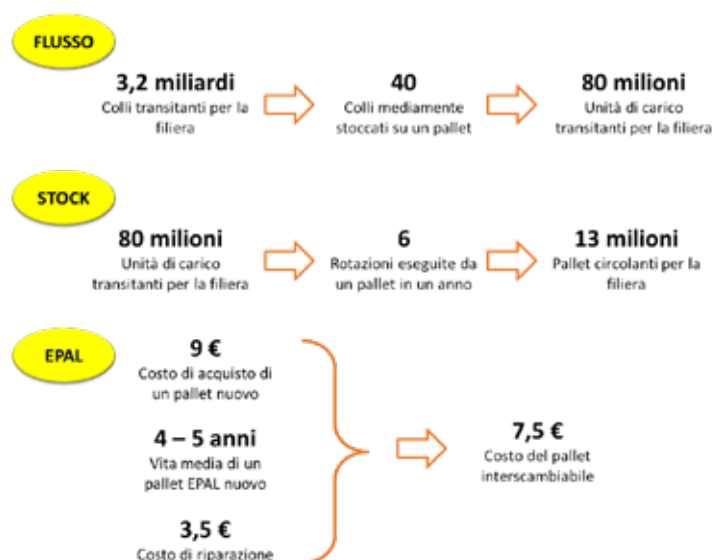 FLUSSO
3,2 miliardi
Colli transitanti per la
filiera
40
Colli mediamente
stoccati su un pallet
80 milioni
Unità di carico
transitanti per la filiera
STOCK
80 milioni
Unità di carico
transitanti per la filiera
6
Rotazioni eseguite da
un pallet in un anno
13 milioni
Pallet circolanti per la
filiera
EPAL
9 €
Costo di acquisto di
un pallet nuovo
4 – 5 anni
Vita media di un
pallet EPAL nuovo
3,5 €
Costo di riparazione
7,5 €
Costo del pallet
interscambiabile